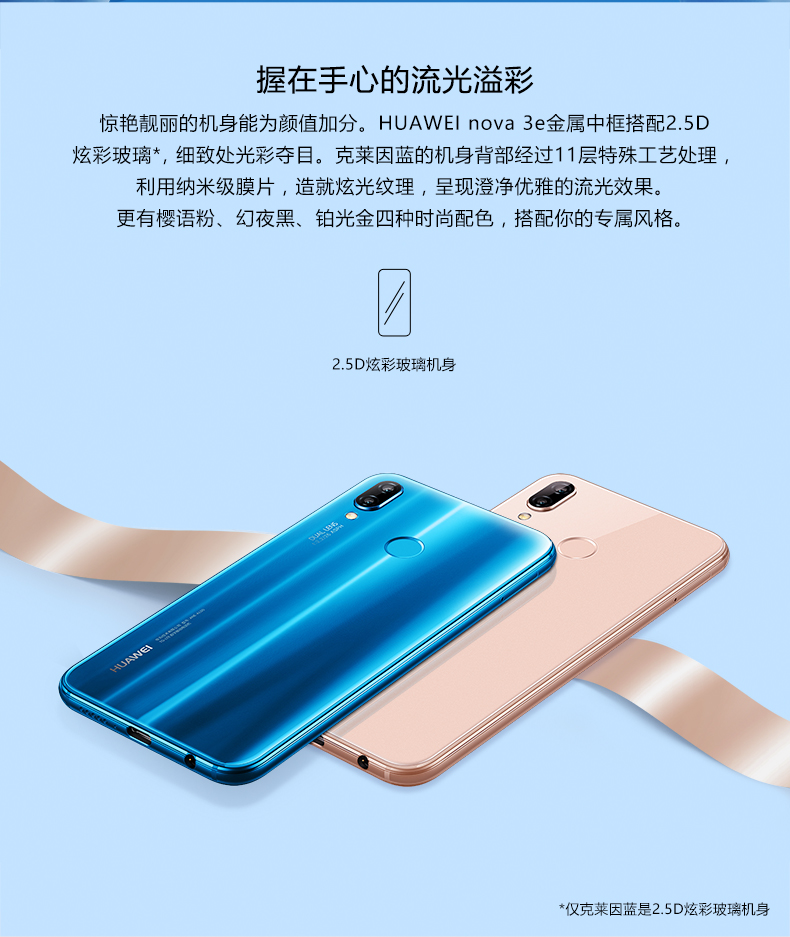 握在手心的流光溢彩
惊艳靓丽的机身能为颜值加分。HUAWEI nova 3e金属中框搭配2.5D
炫彩玻璃*，细致处光彩夺目。克莱因蓝的机身背部经过11层特殊工艺处理，
利用纳米级膜片，造就炫光纹理，呈现澄净优雅的流光效果。
更有樱语粉、幻夜黑、铂光金四种时尚配色，搭配你的专属风格。
2.5D炫彩玻璃机身
DUAL LENS
HUAWEI
*仅克莱因蓝是2.5D炫彩玻璃机身